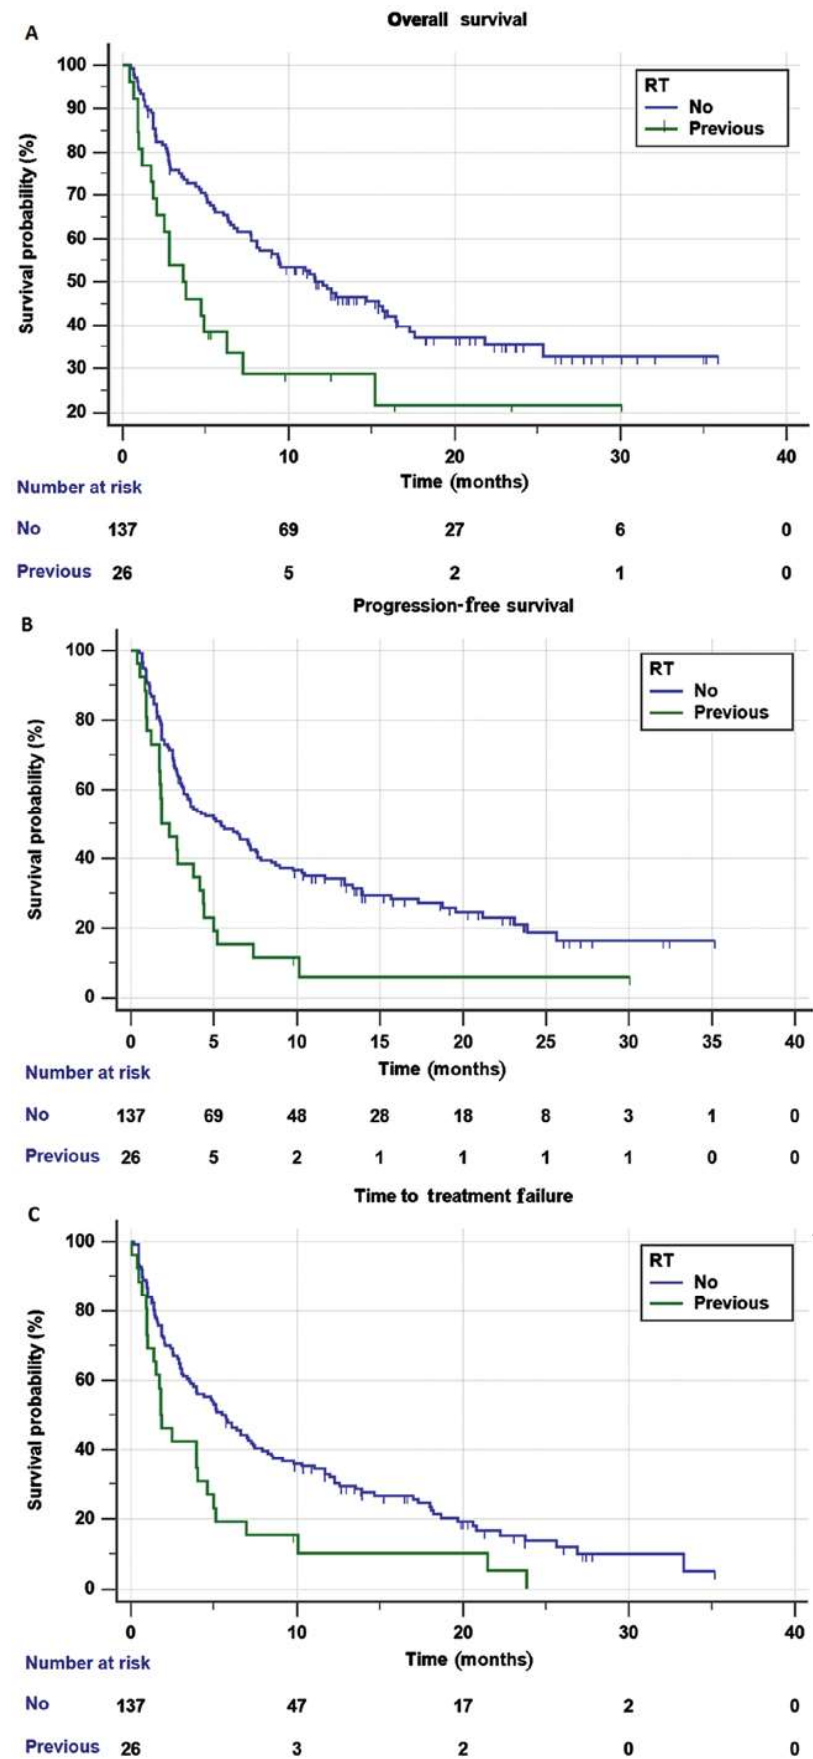 A
Overall survival
Survival probability (%)
100
90
80
70
60
50
40
30
20
RT
No
Previous
0 10 20 30 40
Time (months)
Number at risk
No 137 69 27 6 0
Previous 26 5 2 1 0
B
Progression-free survival
Survival probability (%)
100
80
60
40
20
0
RT
No
Previous
0 5 10 15 20 25 30 35 40
Time (months)
Number at risk
No 137 69 48 28 18 8 3 1 0
Previous 26 5 2 1 1 1 1 0 0
C
Time to treatment failure
Survival probability (%)
100
80
60
40
20
0
RT
No
Previous
0 10 20 30 40
Time (months)
Number at risk
No 137 47 17 2 0
Previous 26 3 2 0 0